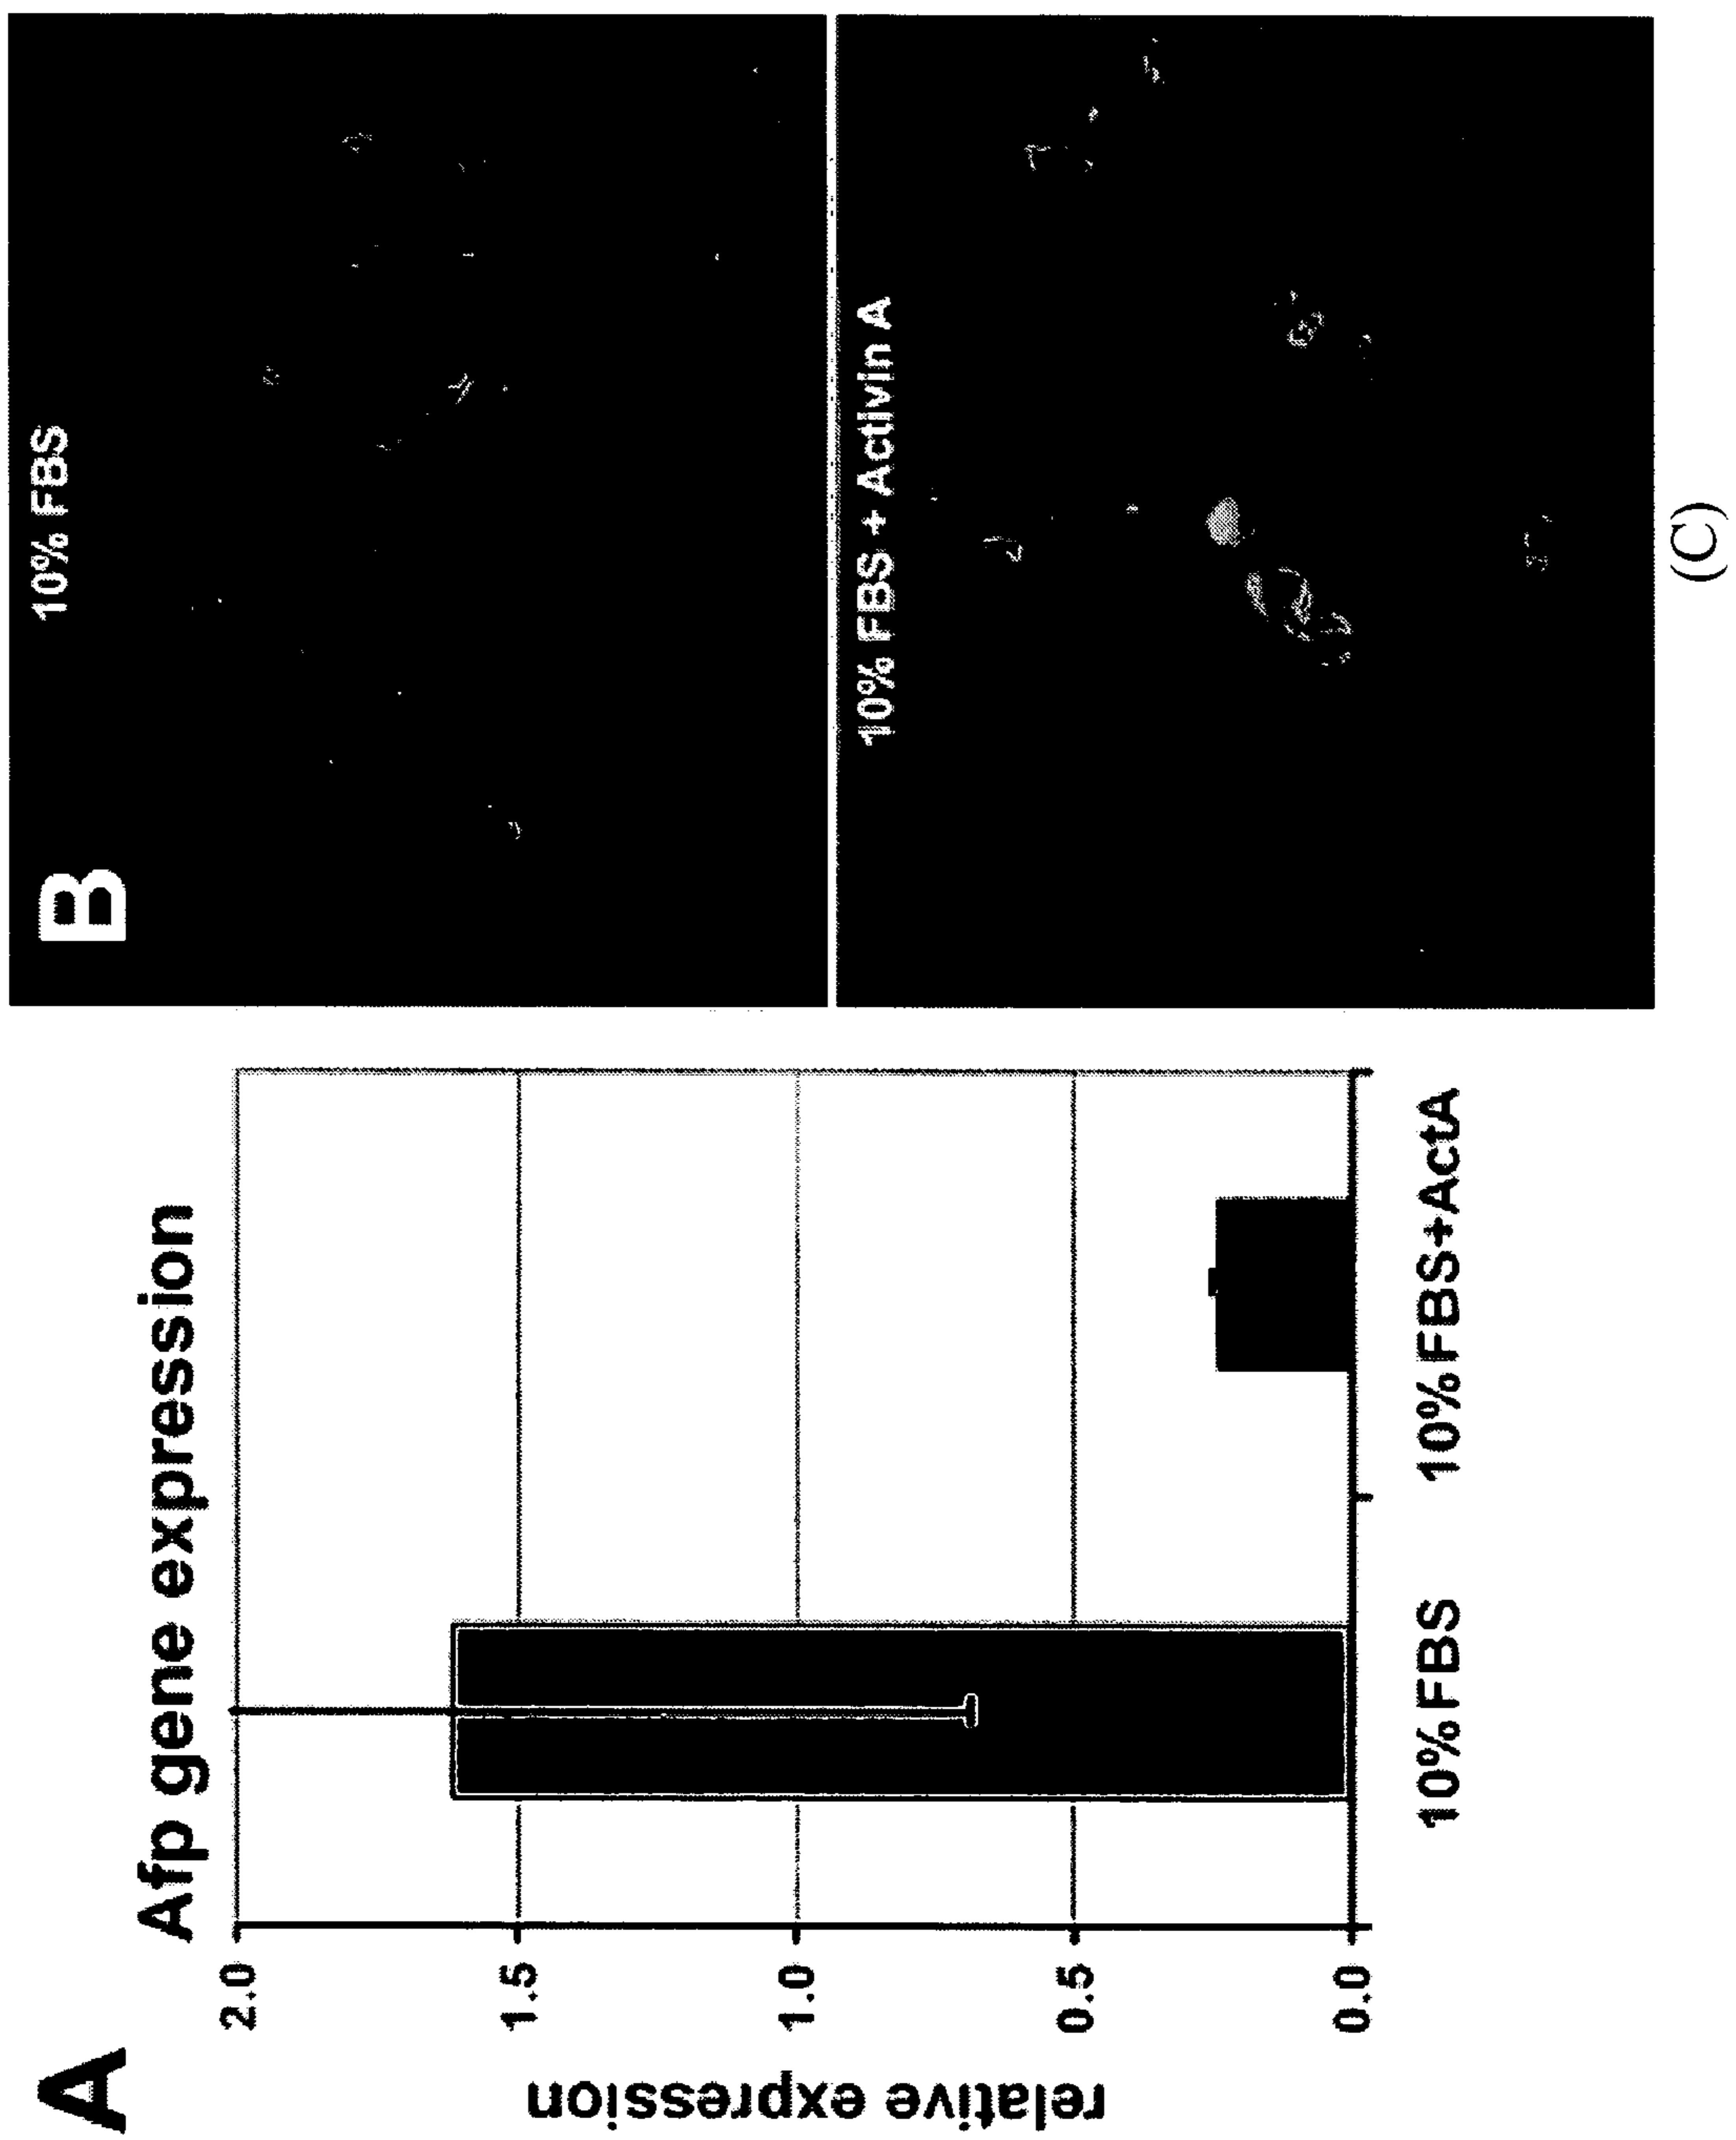 A
Afp gene expression
relative expression
2.0
1.5
1.0
0.5
0.0
10%FBS
10%FBS+ActA
B
10% FBS
10% FBS + Activin A
(C)